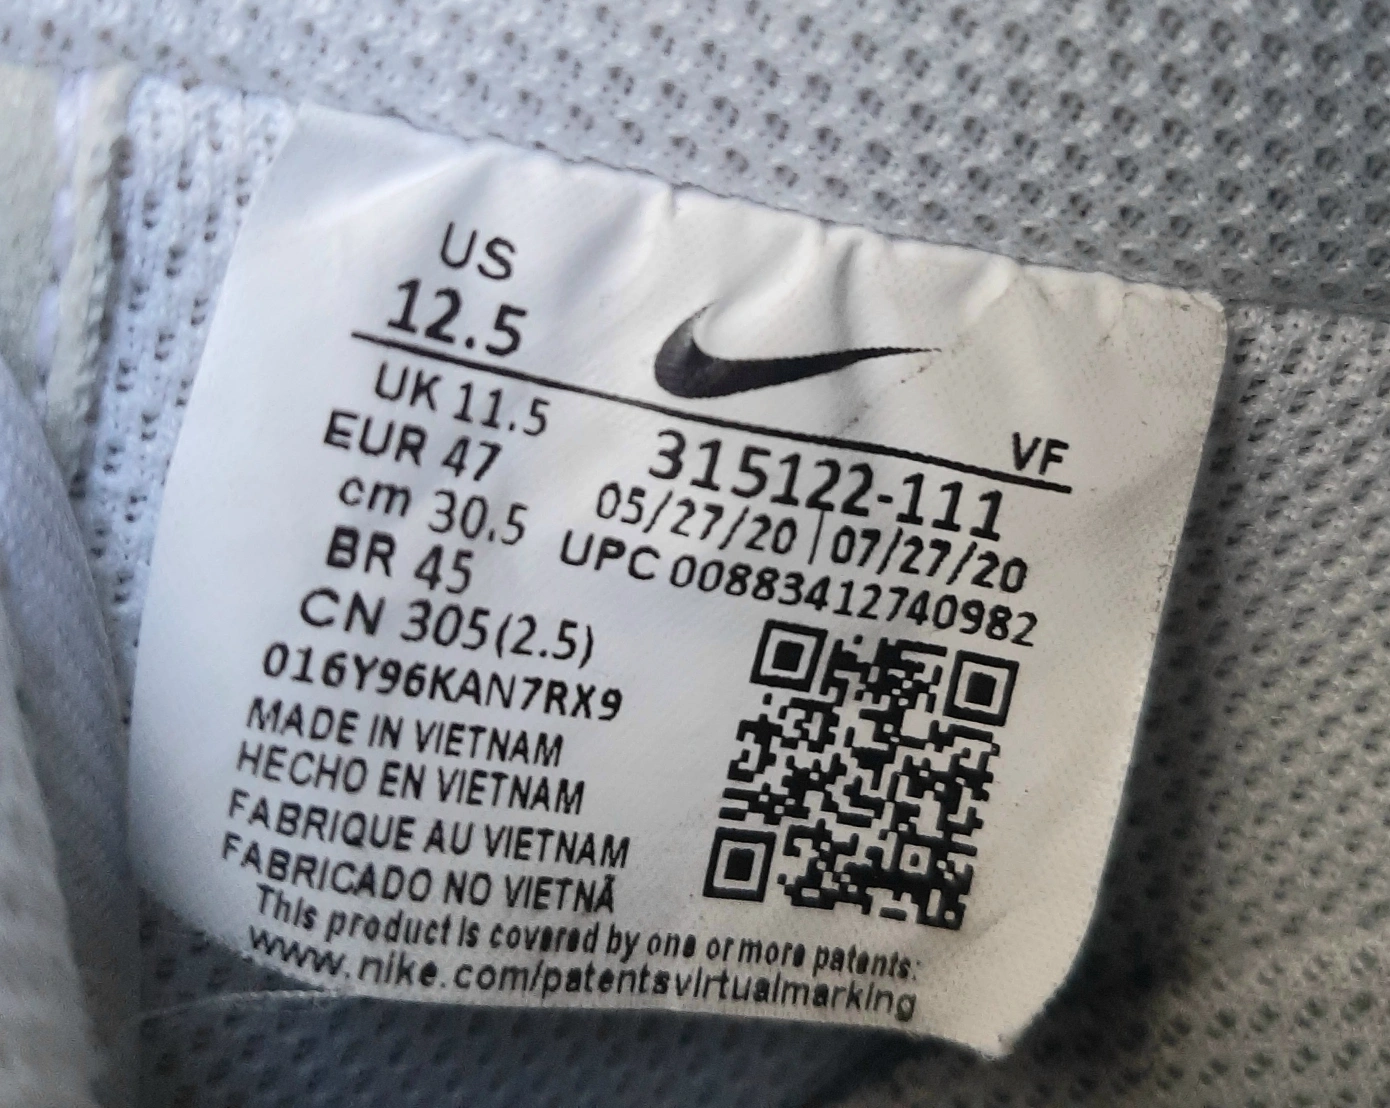 US
12.5
VF
UK 11.5
EUR 47
cm 30.5
BR 45
CN 305(2.5)
315122-111
05/27/20 | 07/27/20
UPC 00883412740982
016Y96KAN7RX9
MADE IN VIETNAM
HECHO EN VIETNAM
FABRIQUE AU VIETNAM
FABRICADO NO VIETNÃ
This product is covered by one or more patents:
www.nike.com/patentsvirtualmarking